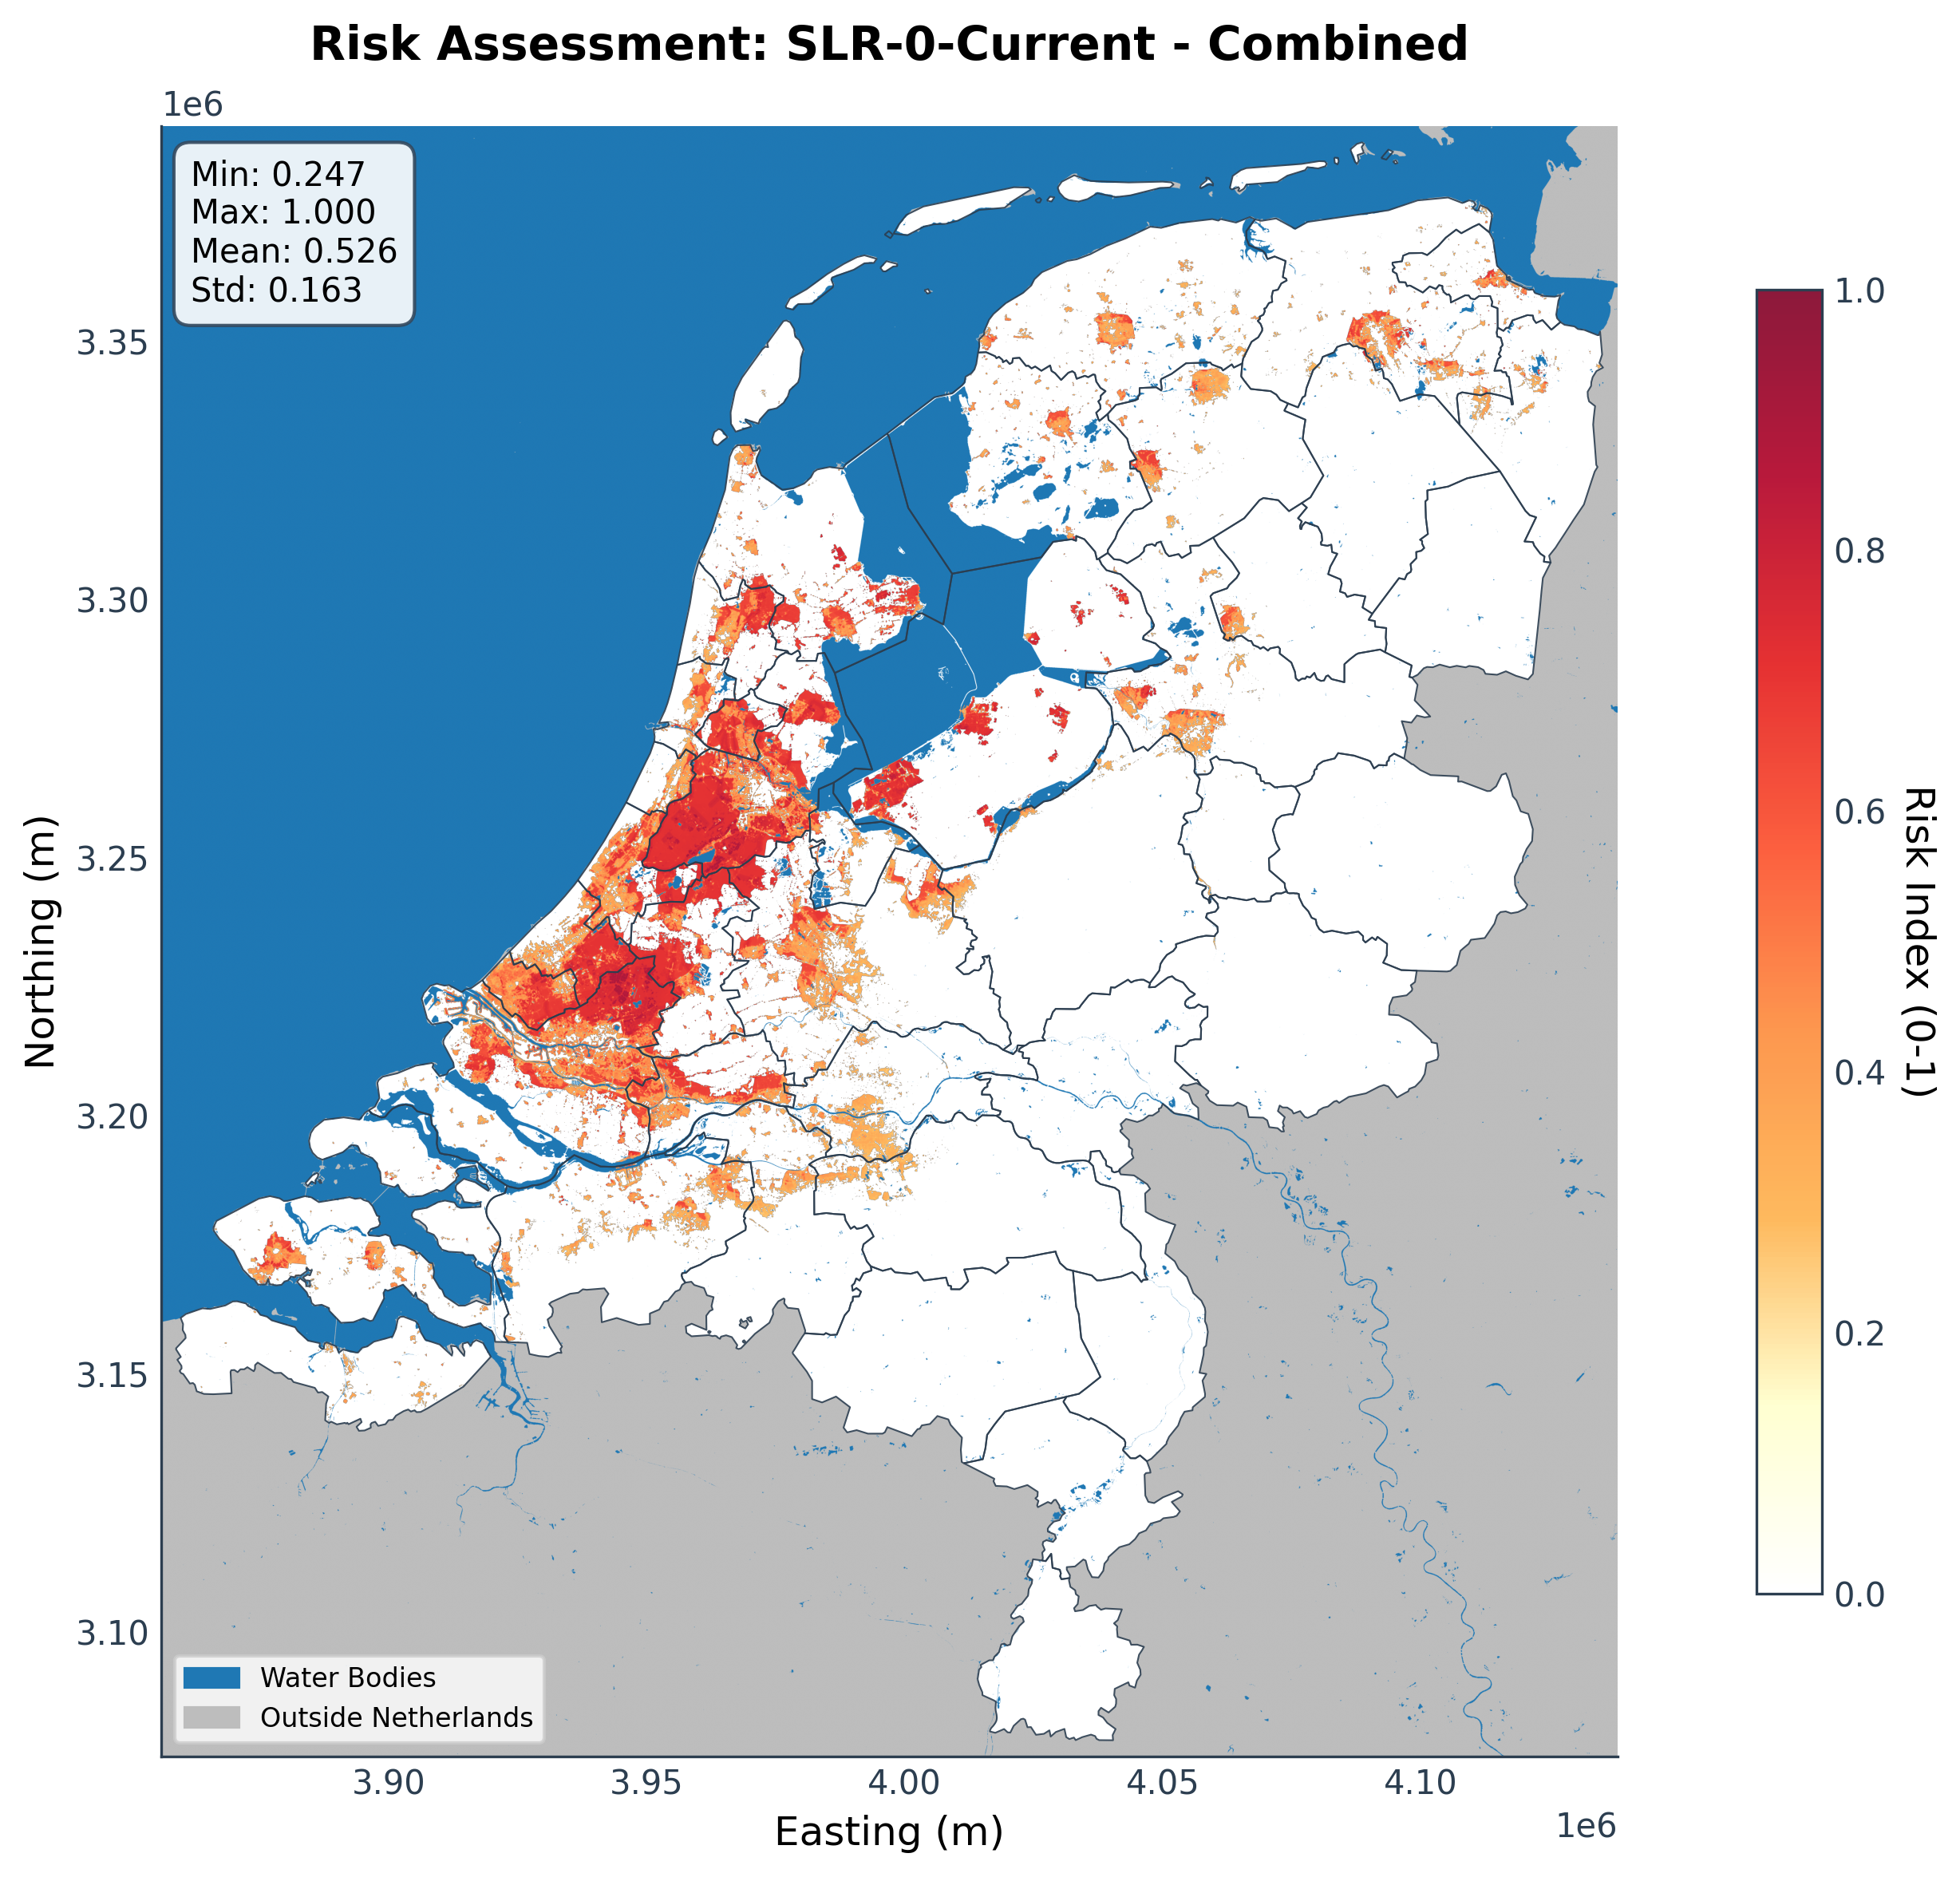 Risk Assessment: SLR-0-Current - Combined
1e6
Min: 0.247
Max: 1.000
Mean: 0.526
Std: 0.163
3.35
3.30
3.25
3.20
3.15
3.10
Northing (m)
Water Bodies
Outside Netherlands
3.90
3.95
4.00
4.05
4.10
1e6
Easting (m)
1.0
0.8
0.6
0.4
0.2
0.0
Risk Index (0-1)